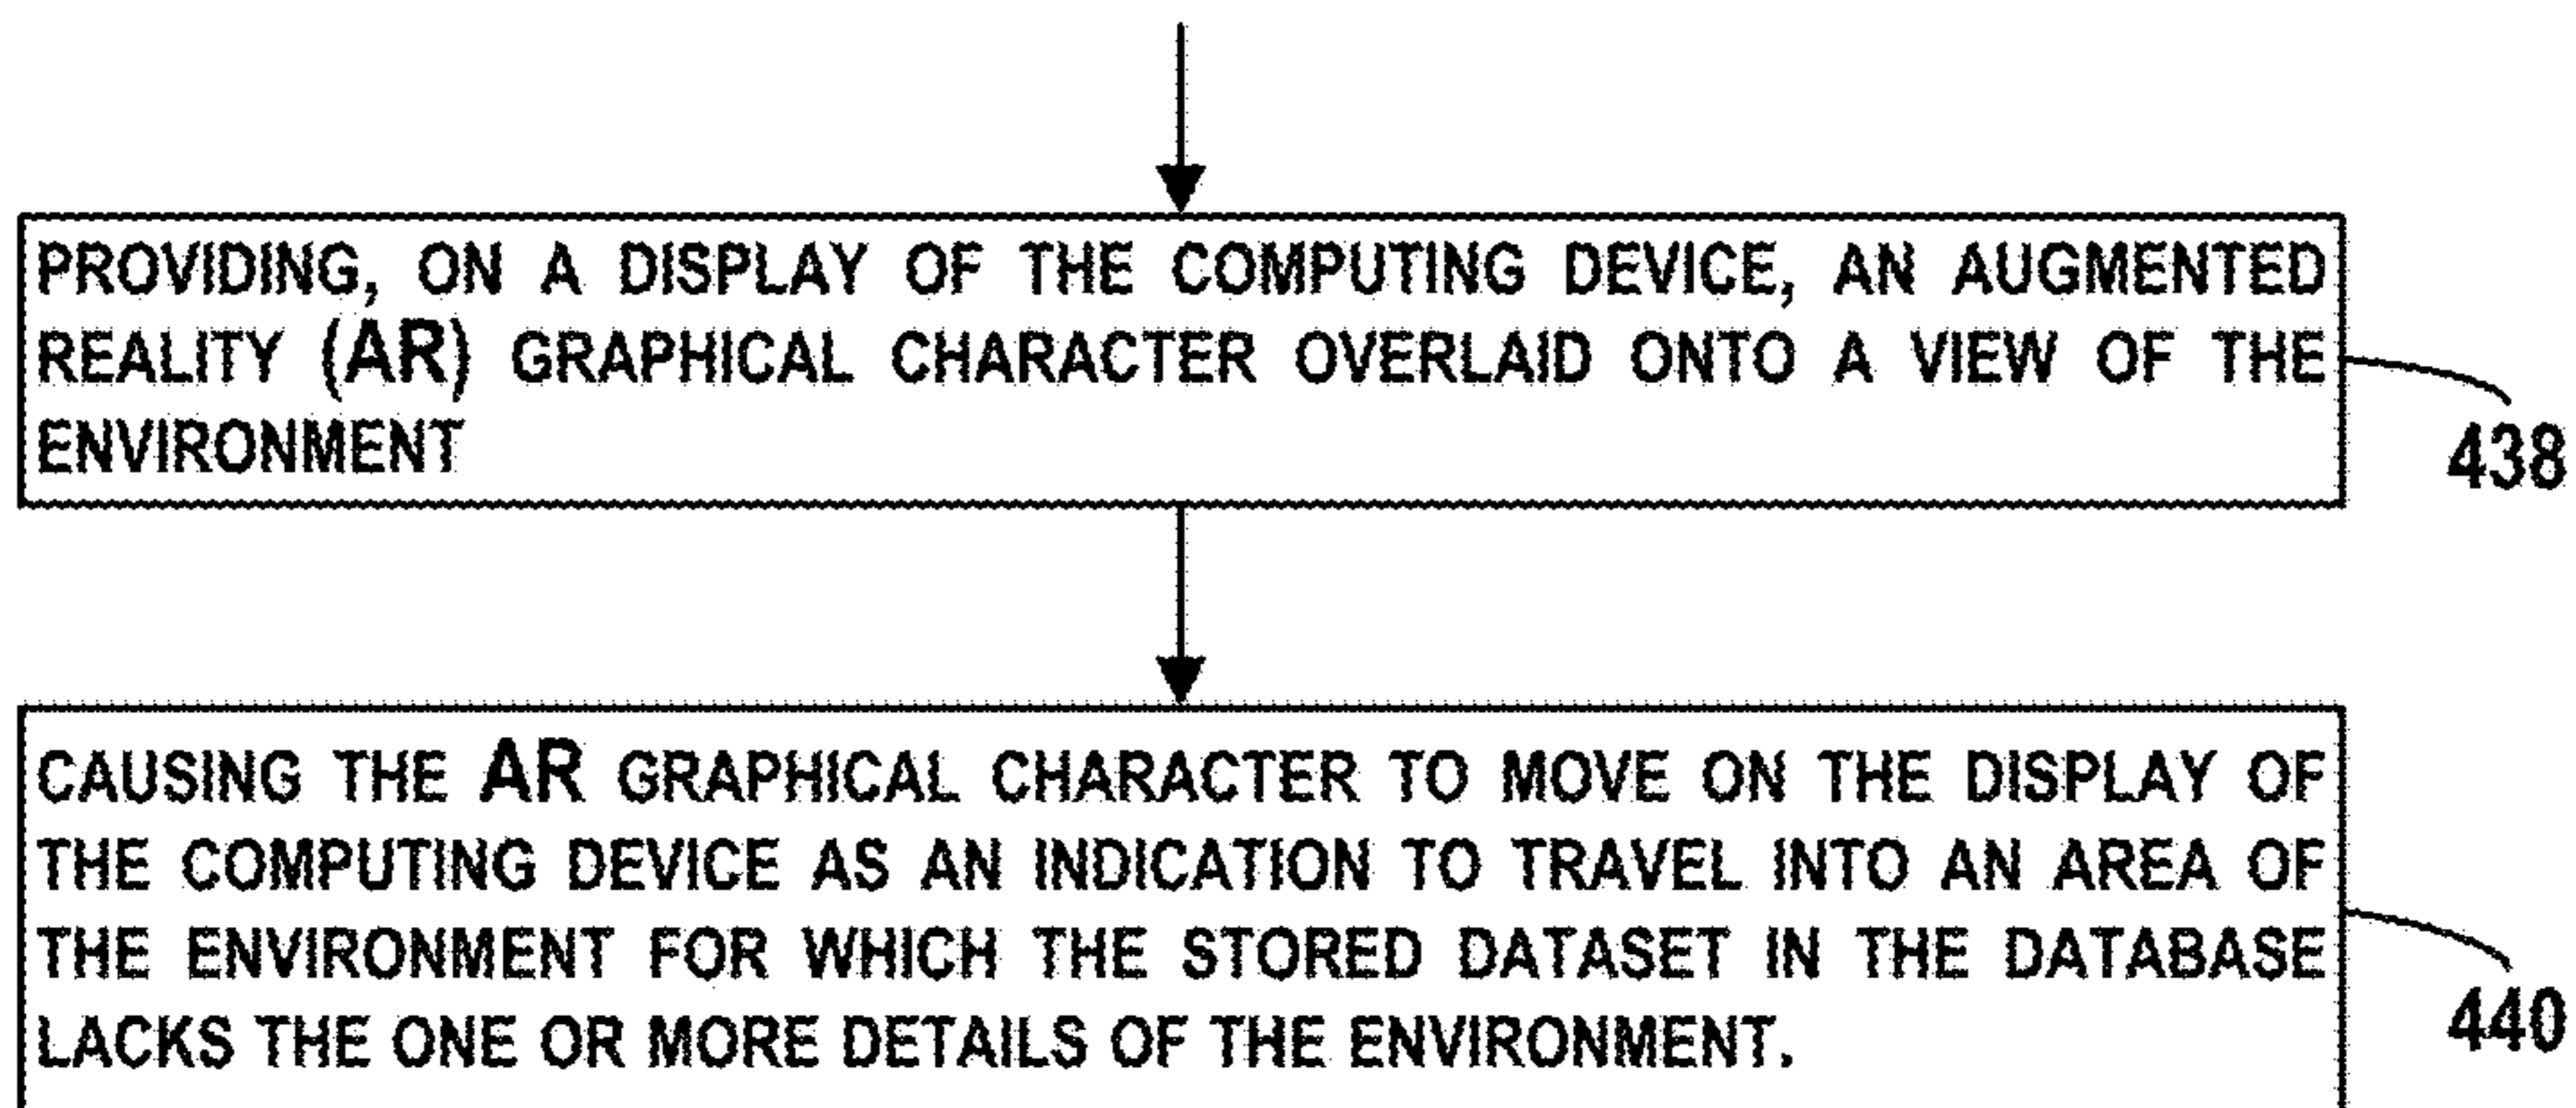 PROVIDING, ON A DISPLAY OF THE COMPUTING DEVICE, AN AUGMENTED
REALITY (AR) GRAPHICAL CHARACTER OVERLAID ONTO A VIEW OF THE
ENVIRONMENT
438
CAUSING THE AR GRAPHICAL CHARACTER TO MOVE ON THE DISPLAY OF
THE COMPUTING DEVICE AS AN INDICATION TO TRAVEL INTO AN AREA OF
THE ENVIRONMENT FOR WHICH THE STORED DATASET IN THE DATABASE
LACKS THE ONE OR MORE DETAILS OF THE ENVIRONMENT.
440